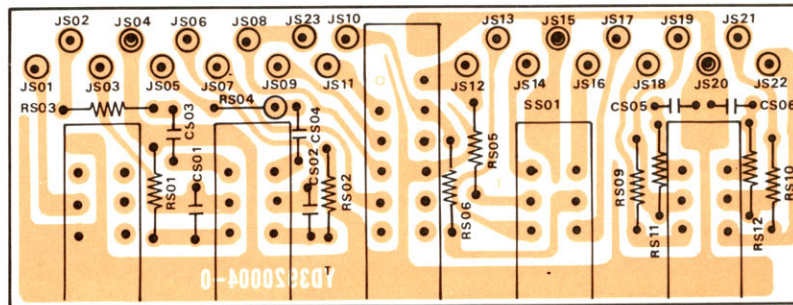 JS02 JS04 JS06 JS08 JS23 JS10 JS13 JS15 JS17 JS19 JS21
JS01 JS03 JS05 JS07 JS09 JS11 JS12 JS14 JS16 JS18 JS20 JS22
RS03 RS04 SS01 CS05 CS06
CS03 CS04
RS05
CS01 CS02
RS01 RS02 RS06 RS09 RS10
RS11 RS12
YD3920004-0